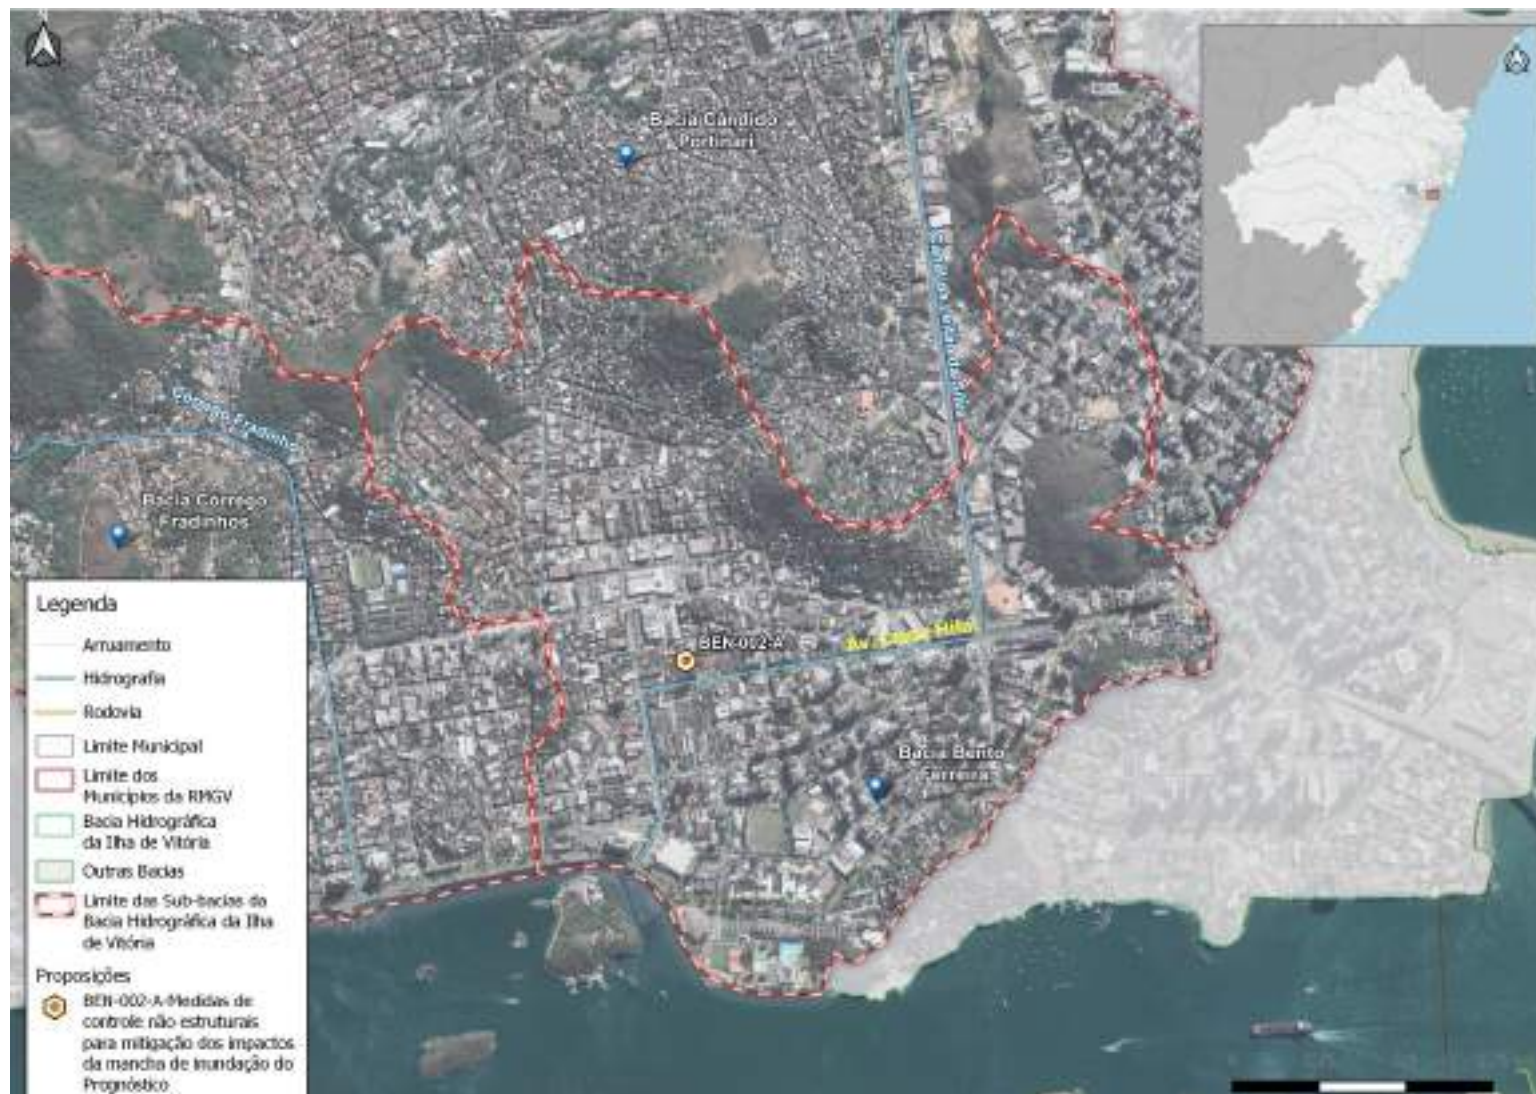 Bacia Cândido
Portinari
Córrego Fradinhos
Bacia Córrego
Fradinhos
BEN-002-A
Bacia Bento
Ferreira
Legenda
Arruamento
Hidrografia
Rodovia
Limite Municipal
Limite dos
Municípios da RMGV
Bacia Hidrográfica
da Ilha de Vitória
Outras Bacias
Limite das Sub-bacias da
Bacia Hidrográfica da Ilha
de Vitória
Proposições
BEN-002-A-Medidas de
controle não estruturais
para mitigação dos impactos
da mancha de inundação do
Prognóstico